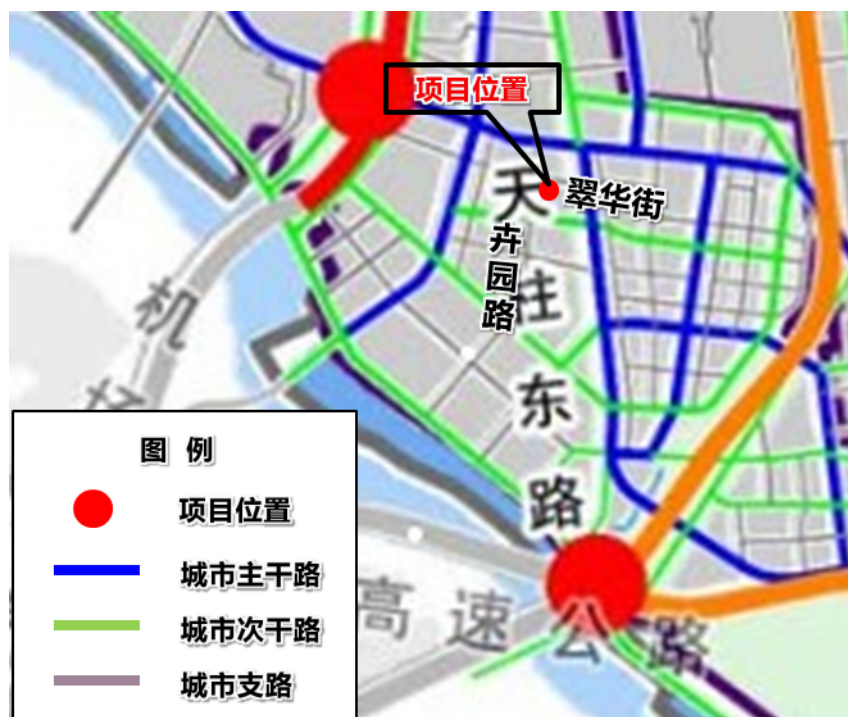 项目位置
翠华街
卉园路
天柱东路
机场
高速公路
图 例
项目位置
城市主干路
城市次干路
城市支路